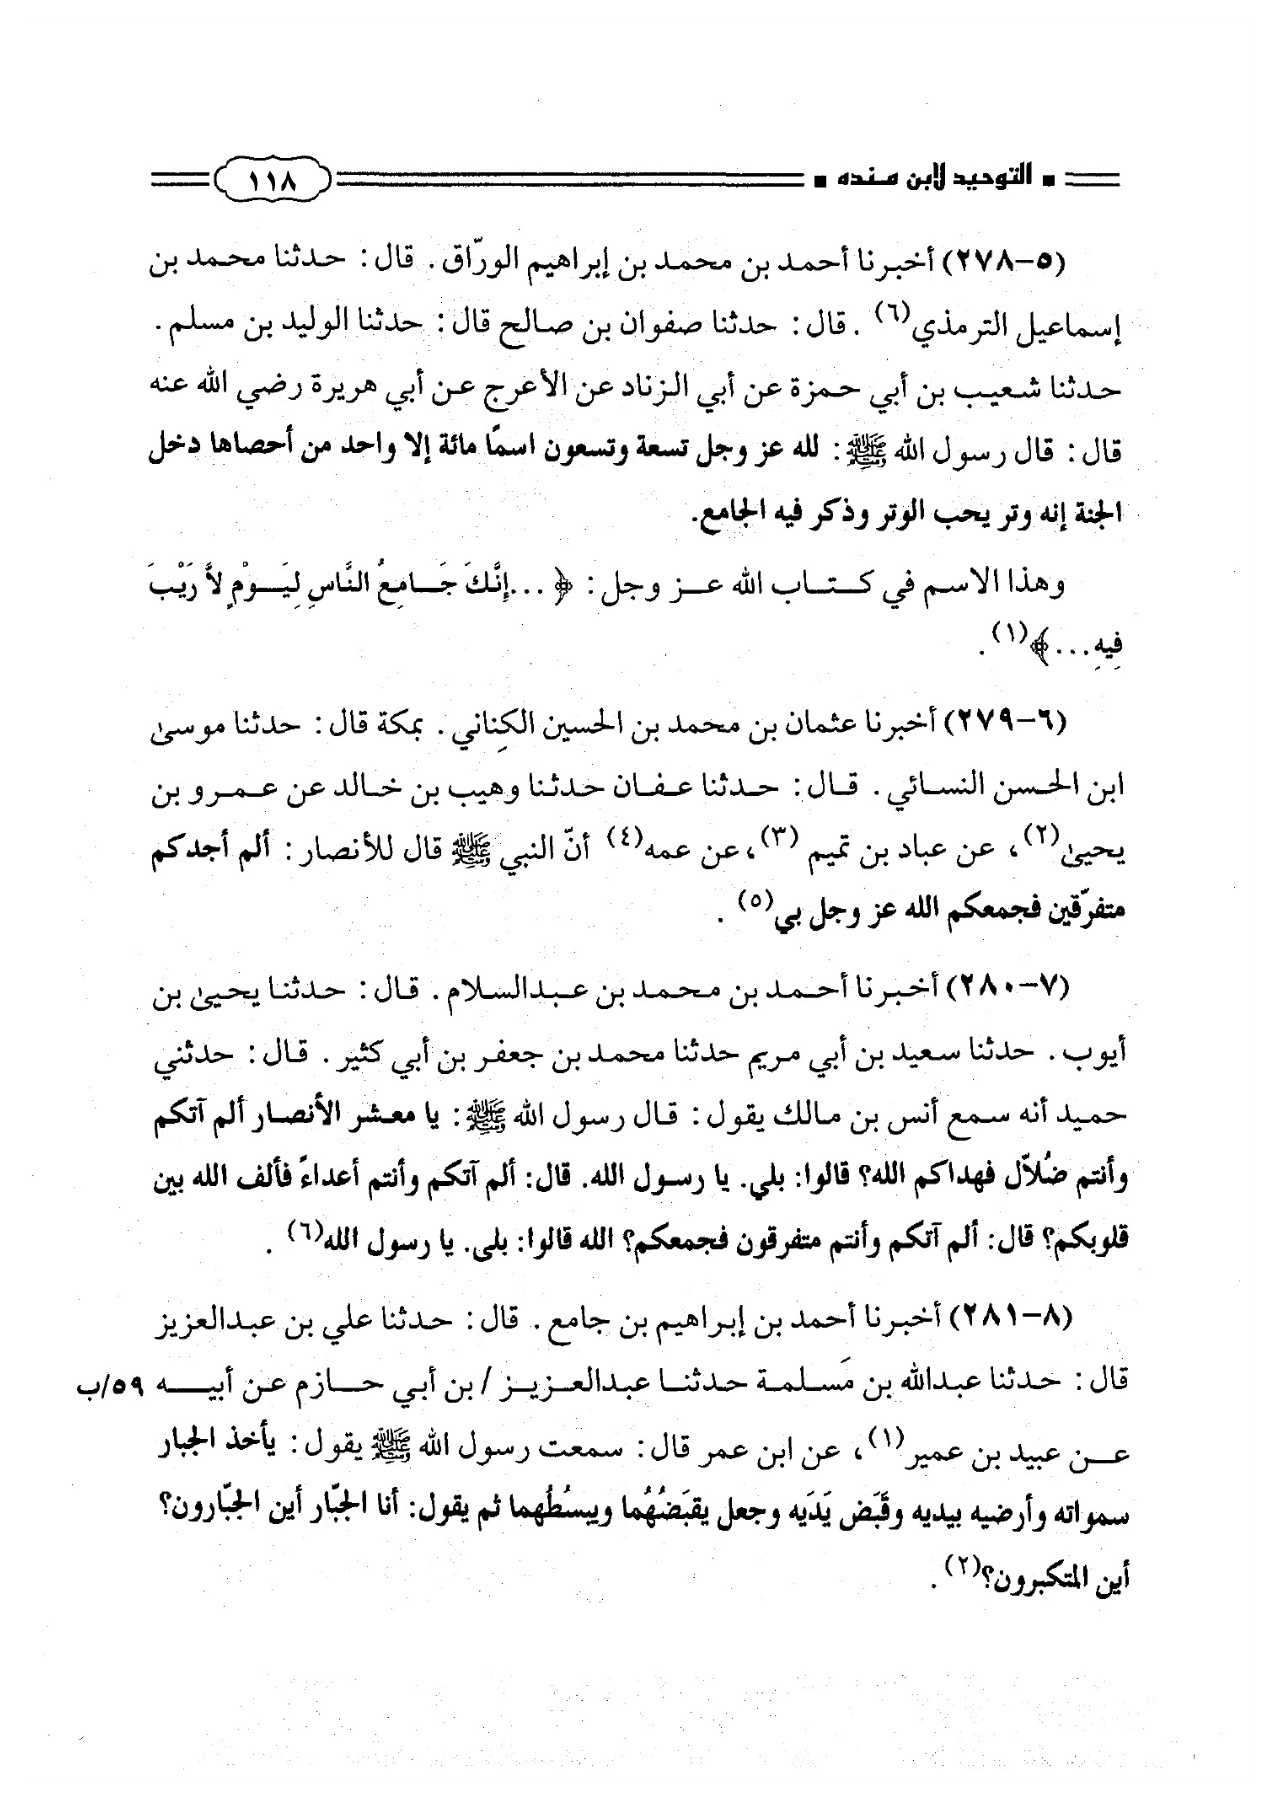 ▪ التوحيد لابن منده ▪ ١١٨
(٥-٢٧٨) أخبرنا أحمد بن محمد بن إبراهيم الورّاق. قال: حدثنا محمد بن
إسماعيل الترمذي(٦) .قال: حدثنا صفوان بن صالح قال: حدثنا الوليد بن مسلم.
حدثنا شعيب بن أبي حمزة عن أبي الزناد عن الأعرج عن أبي هريرة رضي الله عنه
قال: قال رسول الله ﷺ: لله عز وجل تسعة وتسعون اسمًا مائة إلا واحد من أحصاها دخل
الجنة إنه وتر يحب الوتر وذكر فيه الجامع.
وهذا الاسم في كتاب الله عز وجل: ﴿...إنَّكَ جَامِعُ النَّاسِ لِيَوْمٍ لاَّ رَيْبَ
فِيهِ...﴾(١).
(٦-٢٧٩) أخبرنا عثمان بن محمد بن الحسين الكِناني. بمكة قال: حدثنا موسىٰ
ابن الحسن النسائي. قال: حدثنا عفان حدثنا وهيب بن خالد عن عمرو بن
يحيىٰ(٢)، عن عباد بن تميم (٣)،عن عمه(٤) أنّ النبي ﷺ قال للأنصار: ألم أجدكم
متفرّقين فجمعكم الله عز وجل بي(٥) .
(٧-٢٨٠) أخبرنا أحمد بن محمد بن عبدالسلام. قال: حدثنا يحيىٰ بن
أيوب. حدثنا سعيد بن أبي مريم حدثنا محمد بن جعفر بن أبي كثير. قال: حدثني
حميد أنه سمع أنس بن مالك يقول: قال رسول الله ﷺ: يا معشر الأنصار ألم آتكم
وأنتم ضُلاّل فهداكم الله؟ قالوا: بلي. يا رسول الله. قال: ألم آتكم وأنتم أعداءً فألف الله بين
قلوبكم؟ قال: ألم آتكم وأنتم متفرقون فجمعكم؟ الله قالوا: بلى. يا رسول الله(٦) .
(٨-٢٨١) أخبرنا أحمد بن إبراهيم بن جامع. قال: حدثنا علي بن عبدالعزيز
قال: حدثنا عبدالله بن مَسلمة حدثنا عبدالعزيز / بن أبي حازم عن أبيه ٥٩/ب
عن عبيد بن عمير(١)، عن ابن عمر قال: سمعت رسول الله ﷺ يقول: يأخذ الجبار
سمواته وأرضيه بيديه وقَبَض يَدَيه وجعل يقبَضُهُما ويبسُطُهما ثم يقول: أنا الجبّار أين الجبّارون؟
أين المتكبرون؟(٢) .